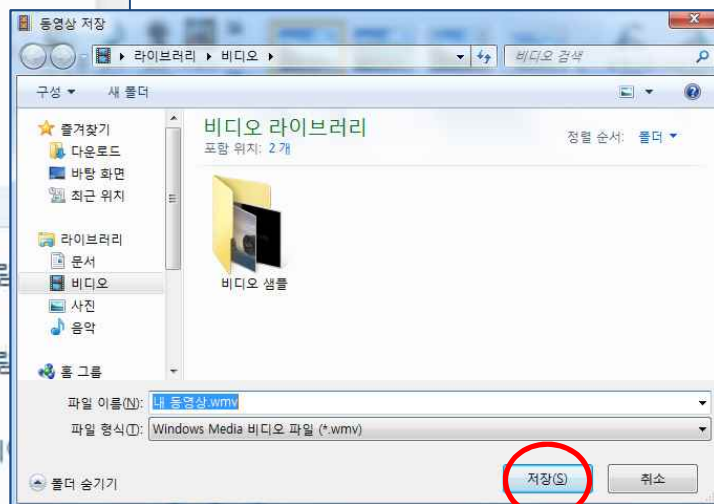 동영상 저장
라이브러리 비디오
비디오 검색
구성 새 폴더
즐겨찾기
다운로드
바탕 화면
최근 위치
라이브러리
문서
비디오
사진
음악
홈 그룹
비디오 라이브러리
포함 위치: 2개
정렬 순서: 폴더
비디오 샘플
파일 이름(N): 내 동영상.wmv
파일 형식(T): Windows Media 비디오 파일 (*.wmv)
폴더 숨기기
저장(S) 취소